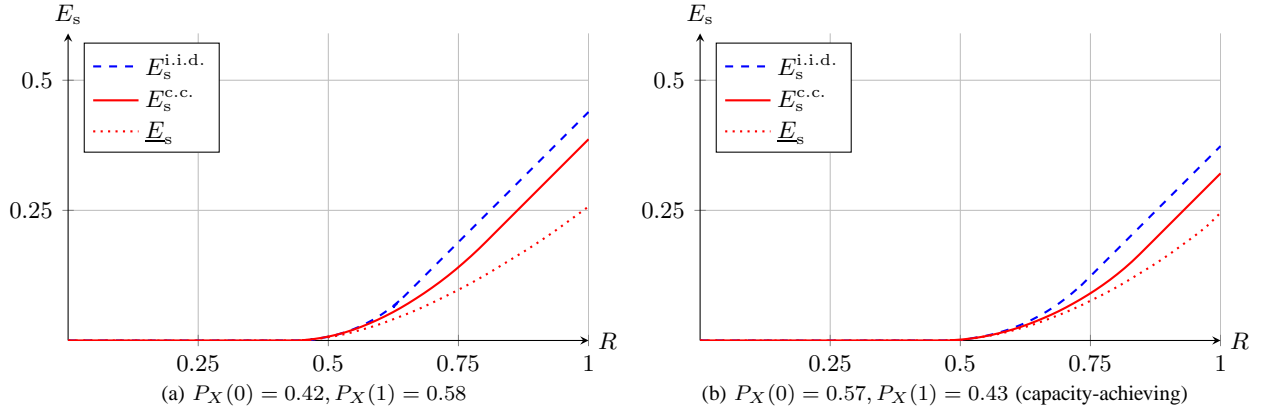 E_s
E_s
E_s^{i.i.d.}
E_s^{c.c.}
\underline{E}_s
E_s^{i.i.d.}
E_s^{c.c.}
\underline{E}_s
0.5
0.5
0.25
0.25
R
R
0.25 0.5 0.75 1
0.25 0.5 0.75 1
(a) P_X(0) = 0.42, P_X(1) = 0.58
(b) P_X(0) = 0.57, P_X(1) = 0.43 (capacity-achieving)